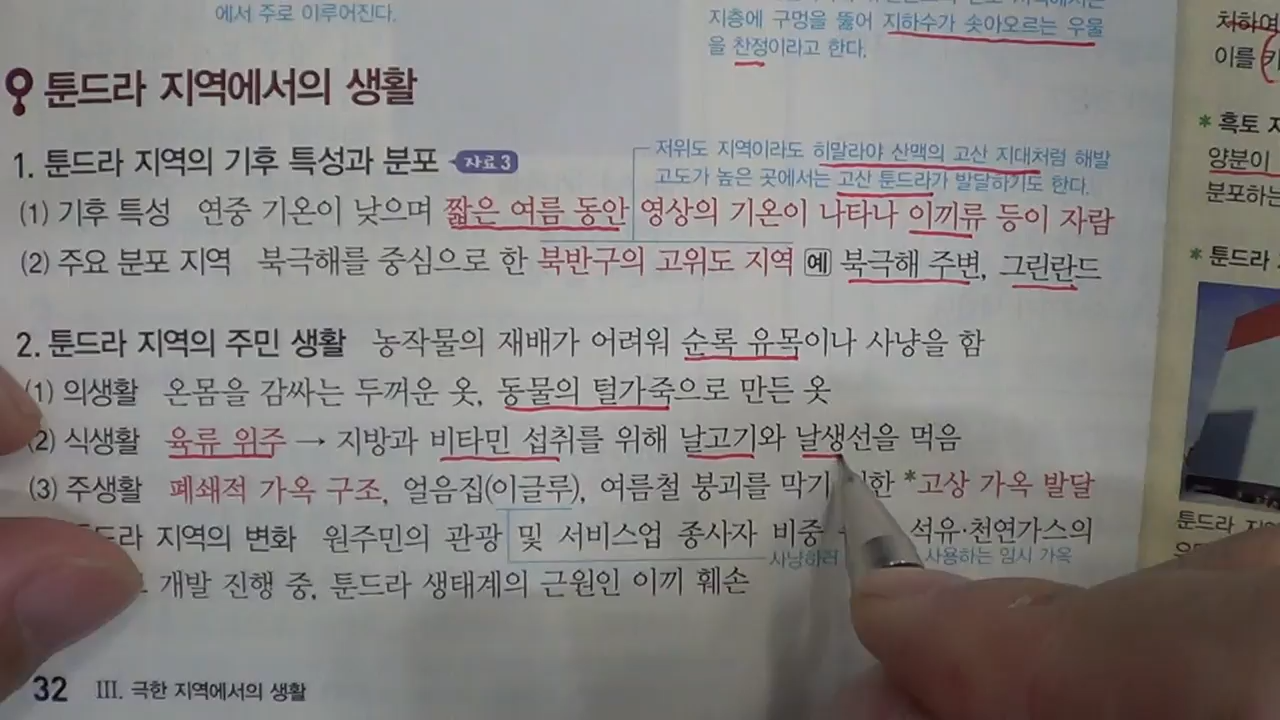 에서 주로 이루어진다.
지층에 구멍을 뚫어 지하수가 솟아오르는 우물
을 찬정이라고 한다.
툰드라 지역에서의 생활
1. 툰드라 지역의 기후 특성과 분포 자료3
저위도 지역이라도 히말라야 산맥의 고산 지대처럼 해발
고도가 높은 곳에서는 고산 툰드라가 발달하기도 한다.
(1) 기후 특성 연중 기온이 낮으며 짧은 여름 동안 영상의 기온이 나타나 이끼류 등이 자람
(2) 주요 분포 지역 북극해를 중심으로 한 북반구의 고위도 지역 예 북극해 주변, 그린란드
2. 툰드라 지역의 주민 생활 농작물의 재배가 어려워 순록 유목이나 사냥을 함
(1) 의생활 온몸을 감싸는 두꺼운 옷, 동물의 털가죽으로 만든 옷
(2) 식생활 육류 위주 → 지방과 비타민 섭취를 위해 날고기와 날생선을 먹음
(3) 주생활 폐쇄적 가옥 구조, 얼음집(이글루), 여름철 붕괴를 막기 한 *고상 가옥 발달
드라 지역의 변화 원주민의 관광 및 서비스업 종사자 비중 석유·천연가스의
사냥하러 사용하는 임시 가옥
개발 진행 중, 툰드라 생태계의 근원인 이끼 훼손
32 III. 극한 지역에서의 생활
이를
* 흑토
양분이
분포하는
* 툰드라
툰드라